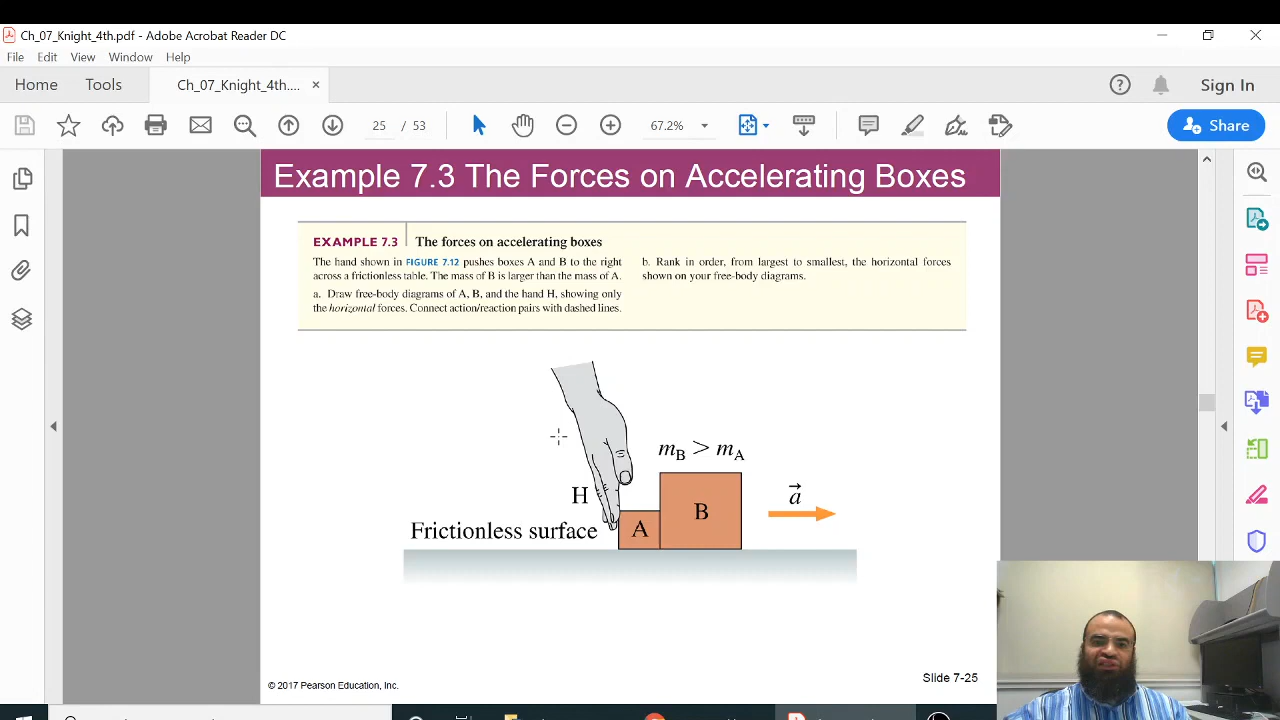 Ch_07_Knight_4th.pdf - Adobe Acrobat Reader DC
File Edit View Window Help
Home Tools Ch_07_Knight_4th.... × Sign In
25 / 53 67.2% Share
Example 7.3 The Forces on Accelerating Boxes
EXAMPLE 7.3 The forces on accelerating boxes
The hand shown in FIGURE 7.12 pushes boxes A and B to the right
across a frictionless table. The mass of B is larger than the mass of A.
a. Draw free-body diagrams of A, B, and the hand H, showing only
the horizontal forces. Connect action/reaction pairs with dashed lines.
b. Rank in order, from largest to smallest, the horizontal forces
shown on your free-body diagrams.
m_B > m_A
H
a⃗
B
A
Frictionless surface
© 2017 Pearson Education, Inc.
Slide 7-25